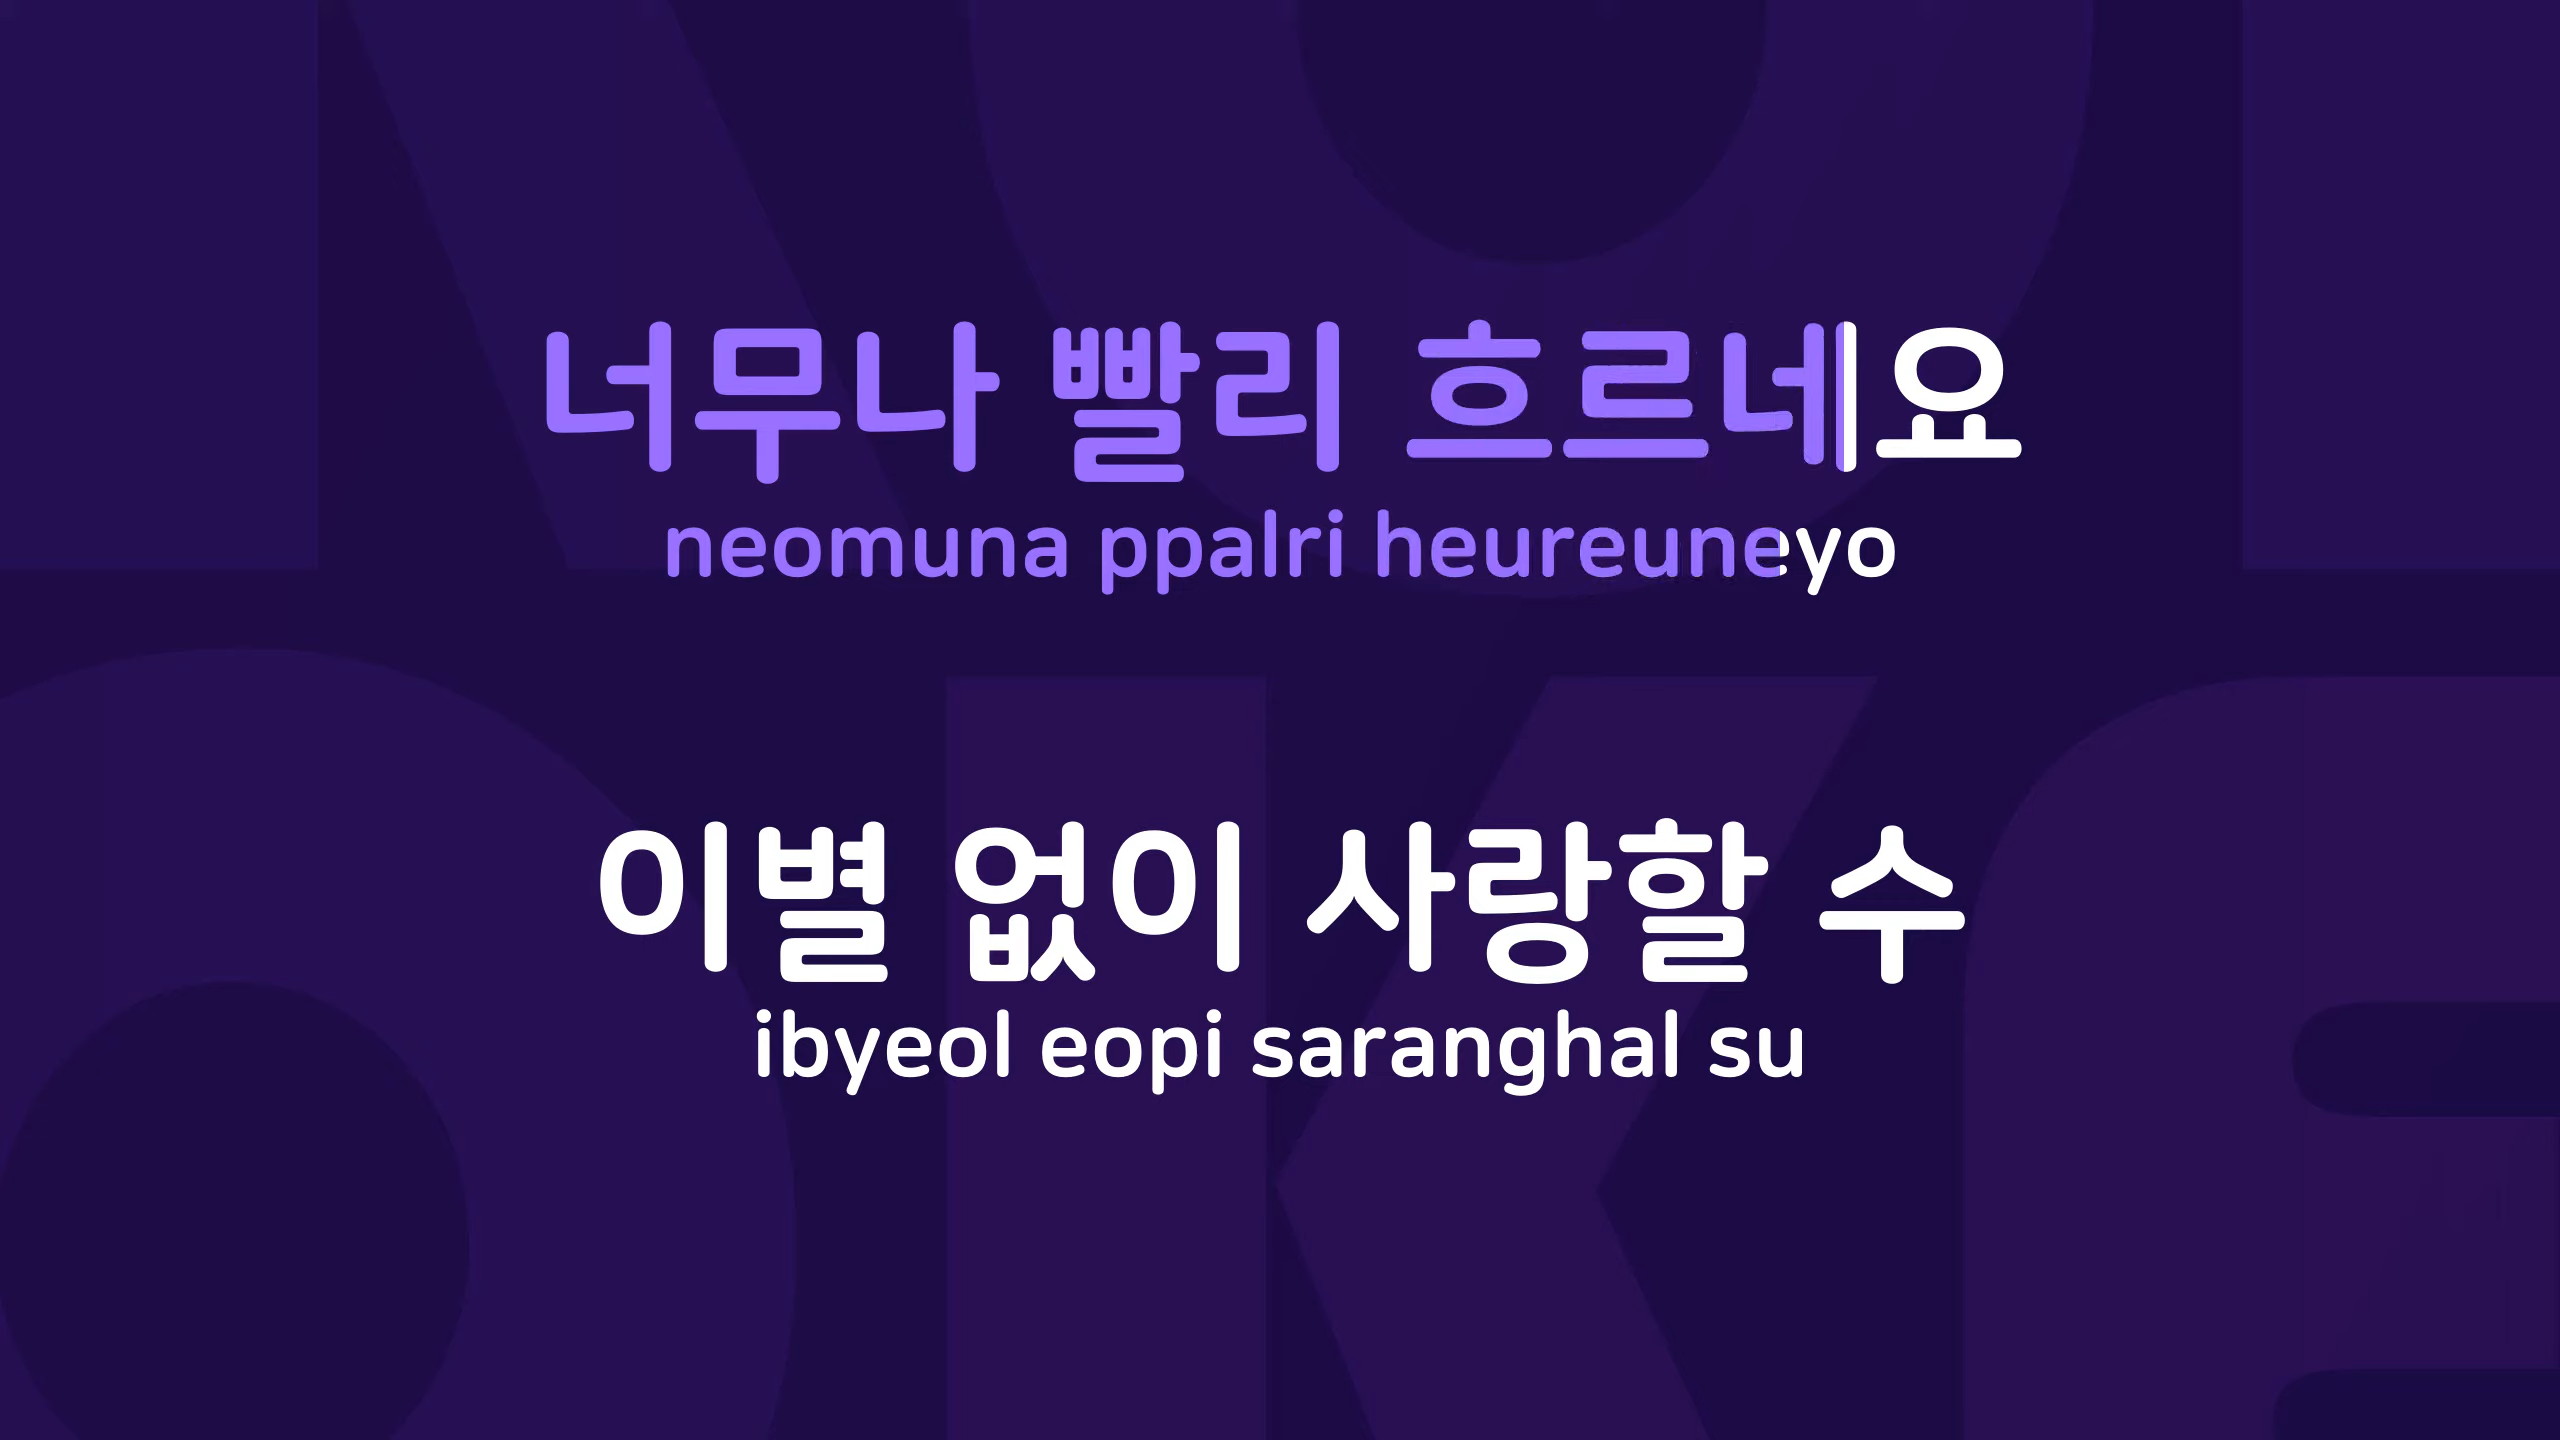 너무나 빨리 흐르네요
neomuna ppalri heureuneyo
이별 없이 사랑할 수
ibyeol eopi saranghal su